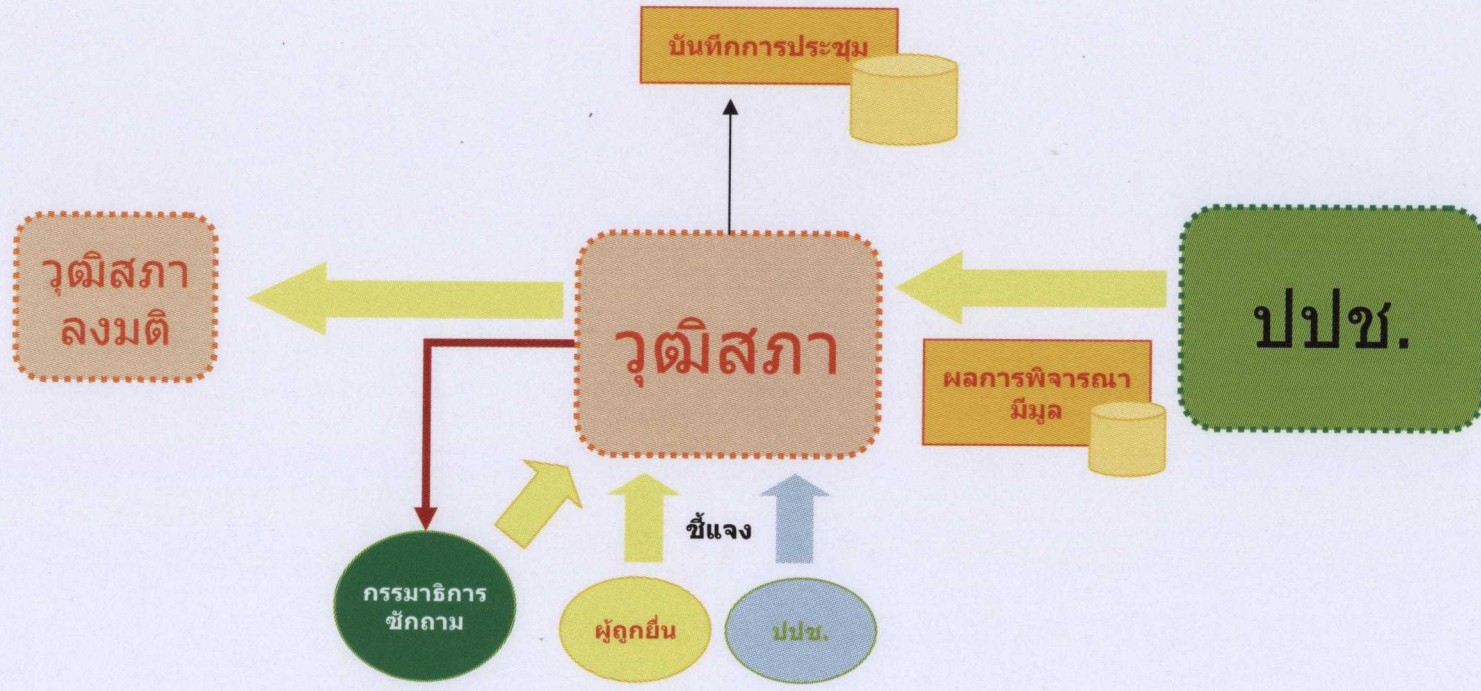 บันทึกการประชุม
วุฒิสภา
ลงมติ
วุฒิสภา
ปปช.
ผลการพิจารณา
มีมูล
ชี้แจง
กรรมาธิการ
ซักถาม
ผู้ถูกยื่น
ปปช.